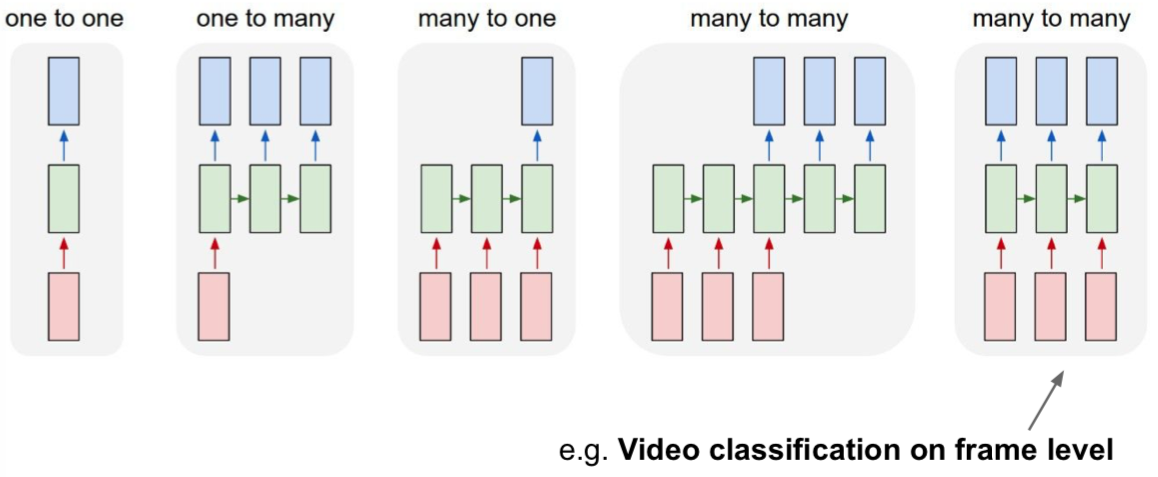 one to one
one to many
many to one
many to many
many to many
e.g. Video classification on frame level